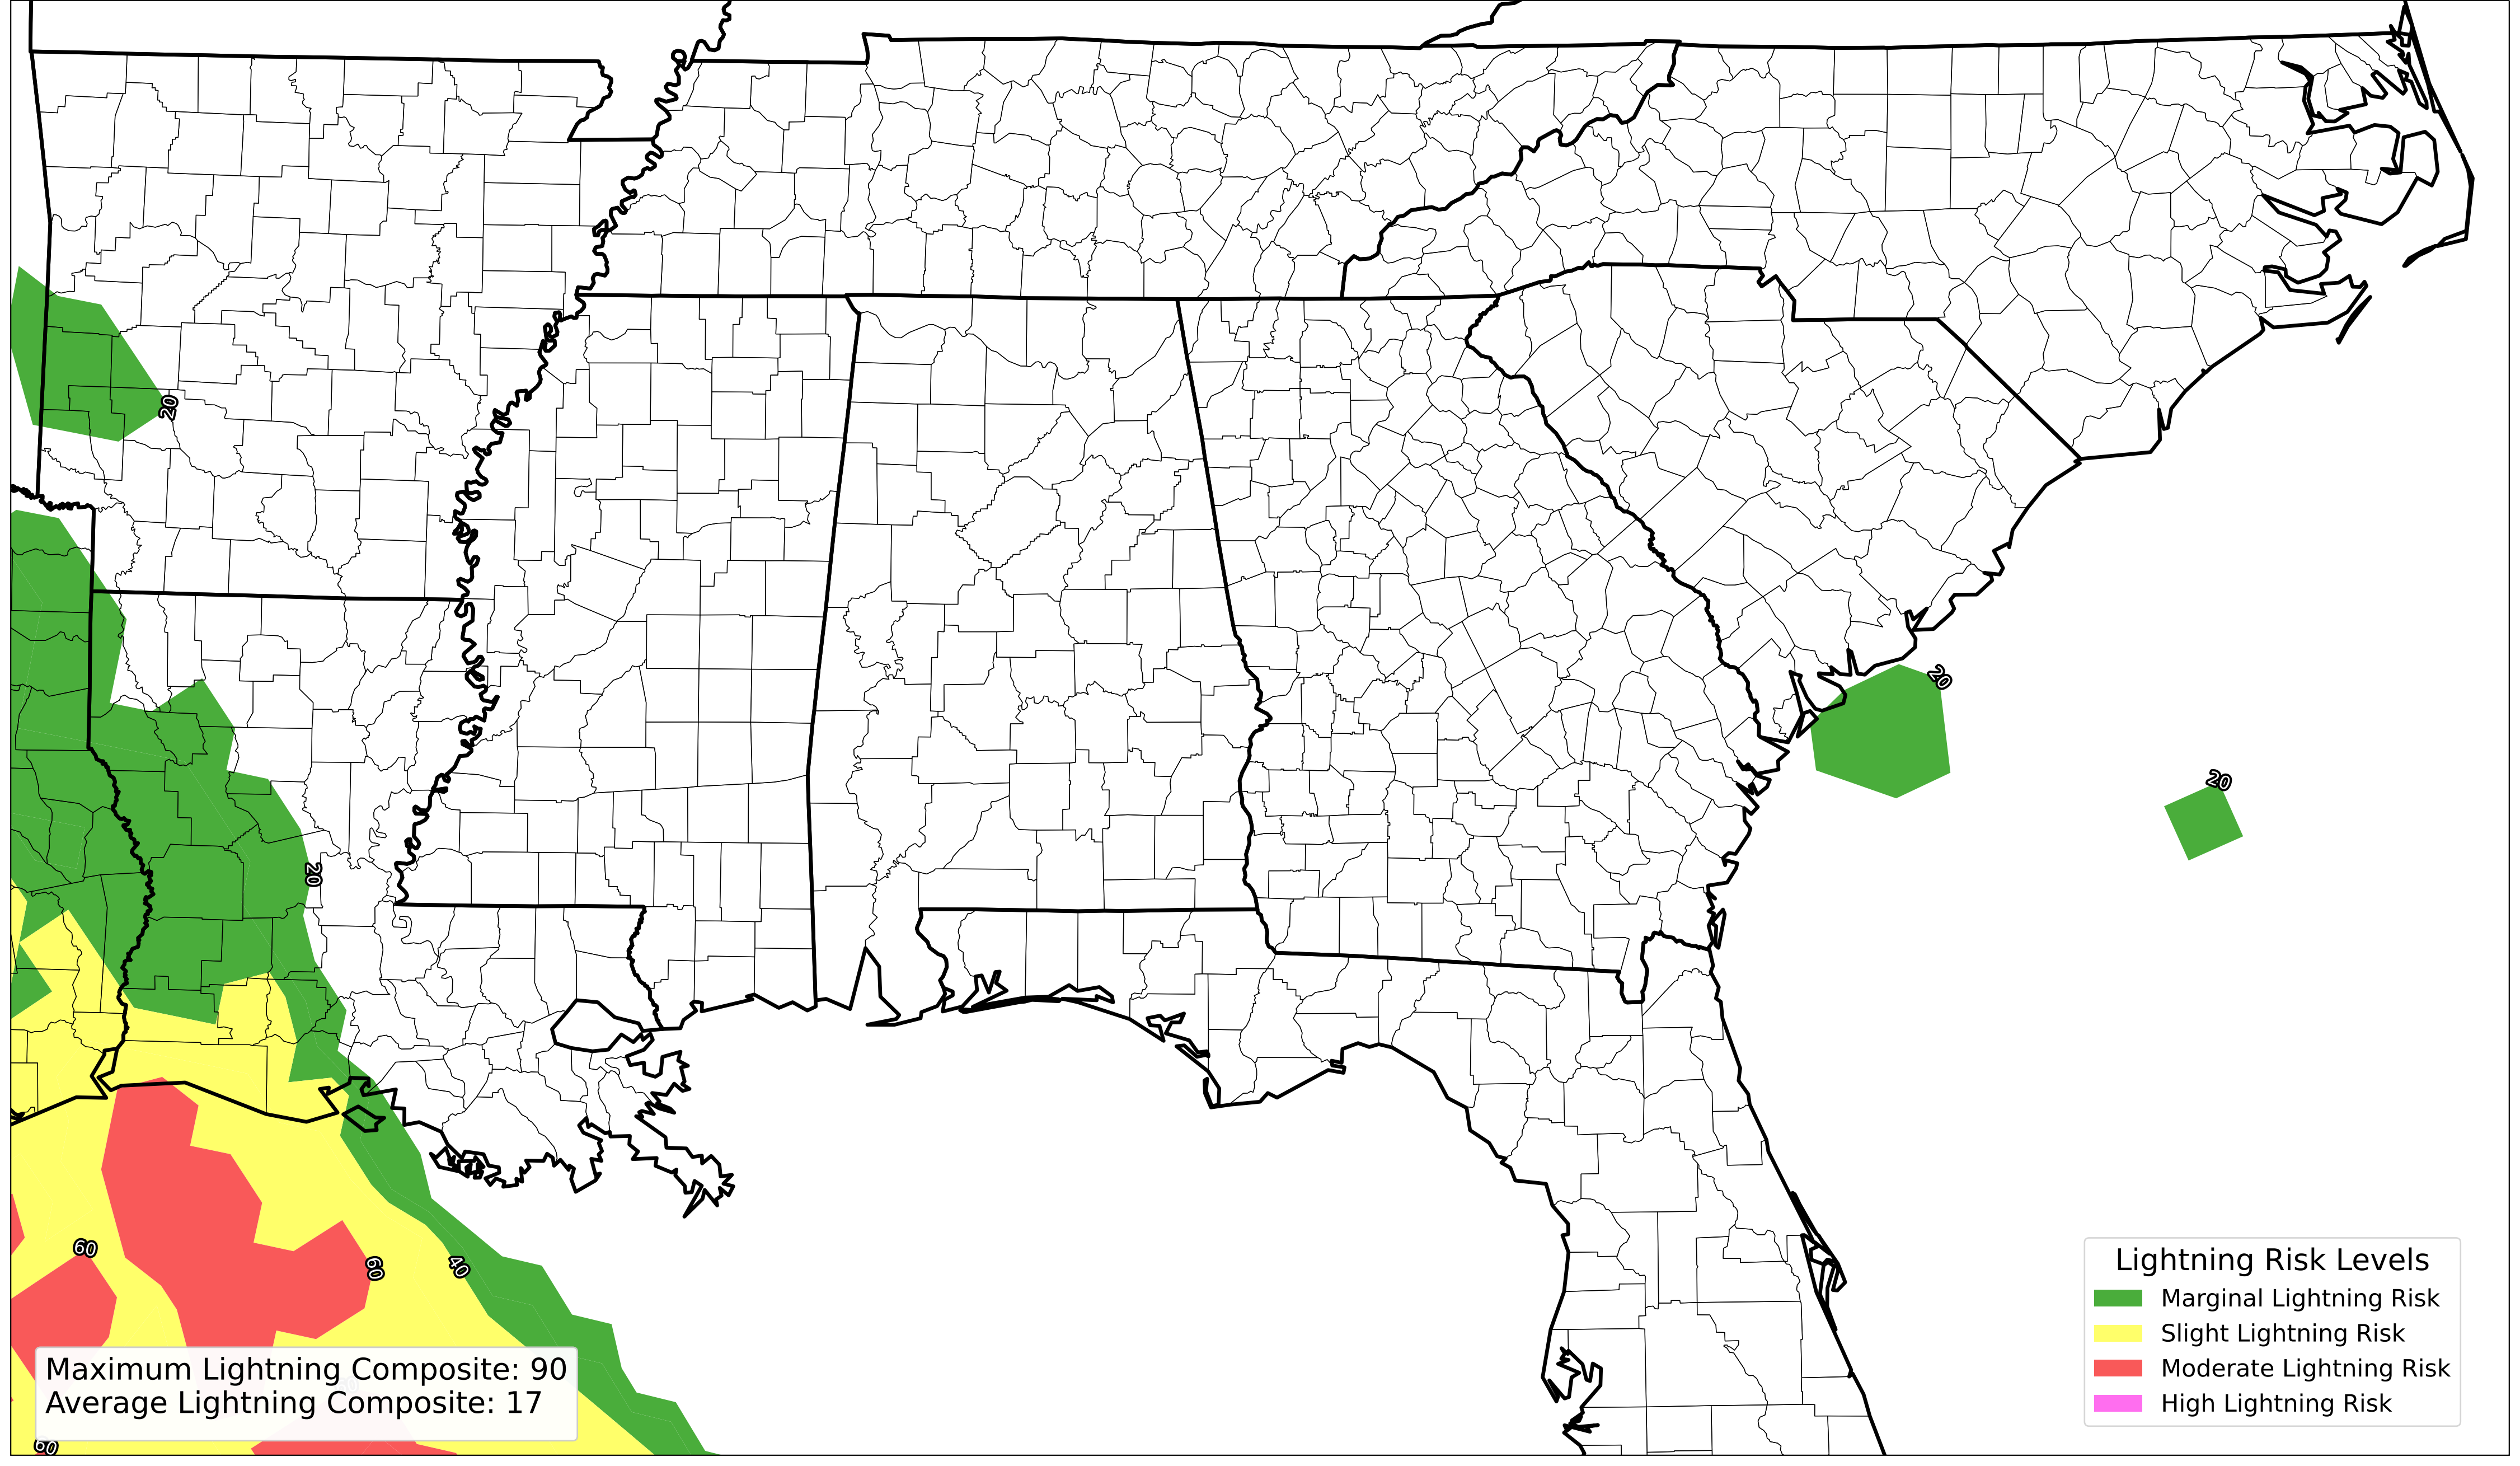 20
20
20
20
60
60
40
60
Maximum Lightning Composite: 90
Average Lightning Composite: 17
Lightning Risk Levels
Marginal Lightning Risk
Slight Lightning Risk
Moderate Lightning Risk
High Lightning Risk